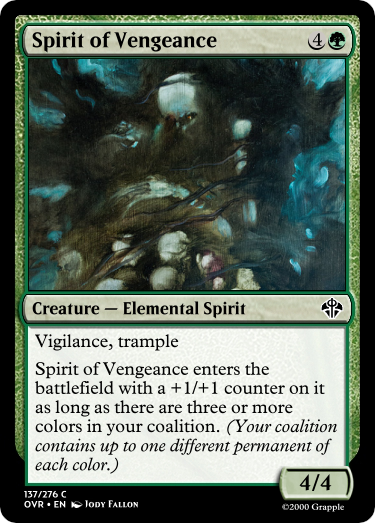 Spirit of Vengeance 4
Creature — Elemental Spirit
Vigilance, trample
Spirit of Vengeance enters the
battlefield with a +1/+1 counter on it
as long as there are three or more
colors in your coalition. (Your coalition
contains up to one different permanent of
each color.)
4/4
137/276 C
OVR • EN Jody Fallon
©2000 Grapple